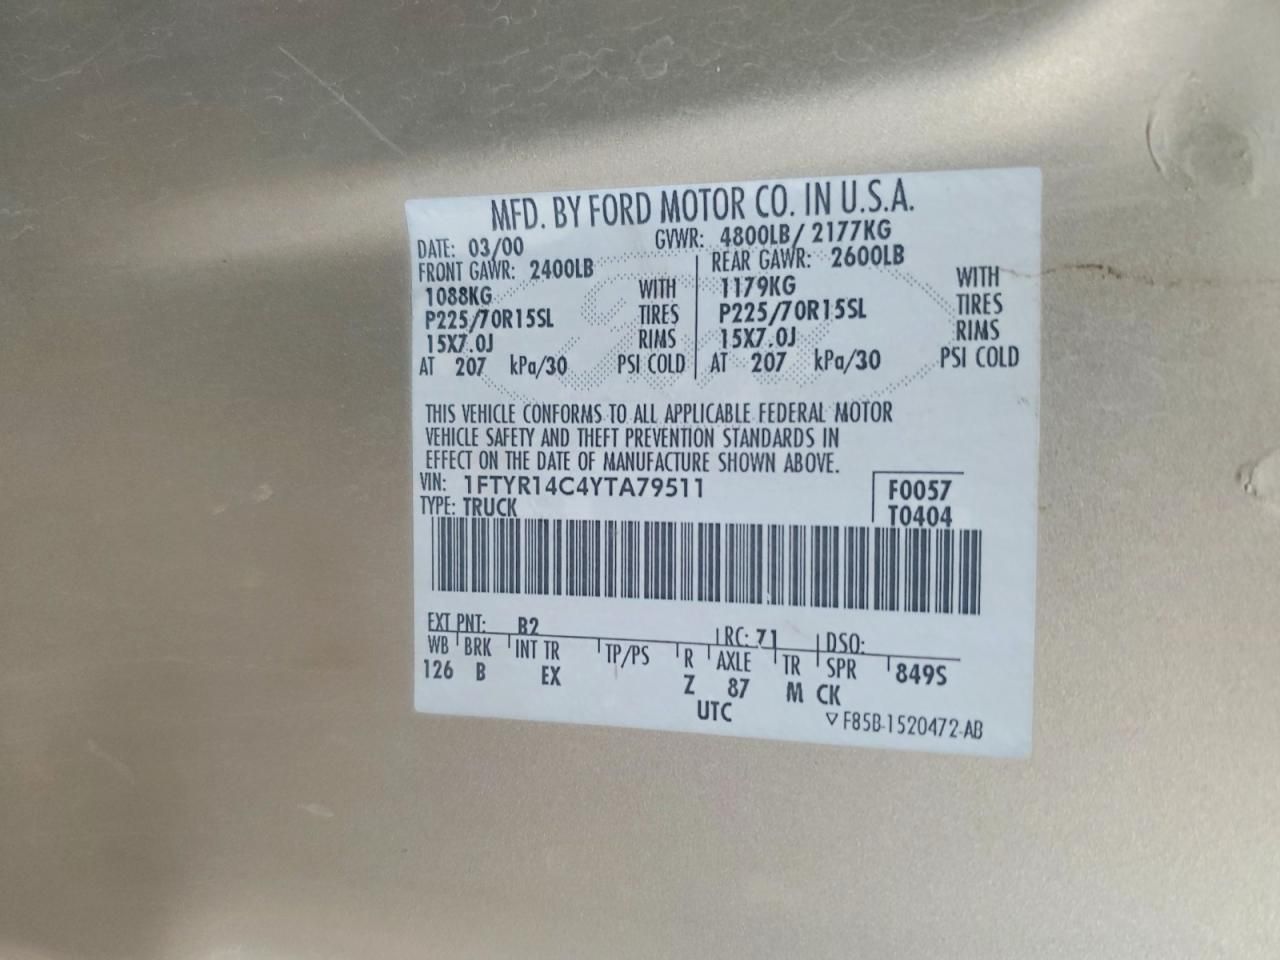 MFD. BY FORD MOTOR CO. IN U.S.A.
DATE: 03/00 GVWR: 4800LB/ 2177KG
FRONT GAWR: 2400LB REAR GAWR: 2600LB
1088KG WITH 1179KG WITH
P225/70R15SL TIRES P225/70R15SL TIRES
15X7.0J RIMS 15X7.0J RIMS
AT 207 kPa/30 PSI COLD AT 207 kPa/30 PSI COLD
THIS VEHICLE CONFORMS TO ALL APPLICABLE FEDERAL MOTOR
VEHICLE SAFETY AND THEFT PREVENTION STANDARDS IN
EFFECT ON THE DATE OF MANUFACTURE SHOWN ABOVE.
VIN: 1FTYR14C4YTA79511 F0057
TYPE: TRUCK T0404
EXT PNT: B2 RC: 71 DSO:
WB BRK INT TR TP/PS R AXLE TR SPR 849S
126 B EX Z 87 M CK
UTC ▽F85B-1520472-AB